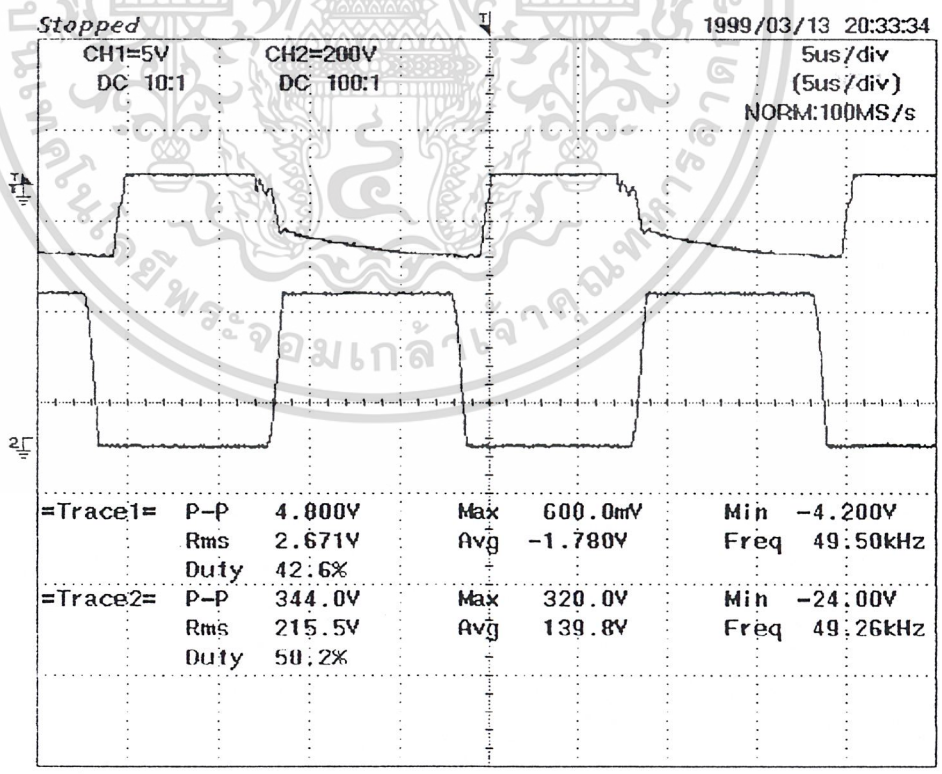 Stopped
1999/03/13 20:33:34
CH1=5V CH2=200V 5us/div
DC 10:1 DC 100:1 (5us/div)
NORM:100MS/s
=Trace1= P-P 4.800V Max 600.0mV Min -4.200V
Rms 2.671V Avg -1.780V Freq 49.50kHz
Duty 42.6%
=Trace2= P-P 344.0V Max 320.0V Min -24.00V
Rms 215.5V Avg 139.8V Freq 49.26kHz
Duty 50.2%